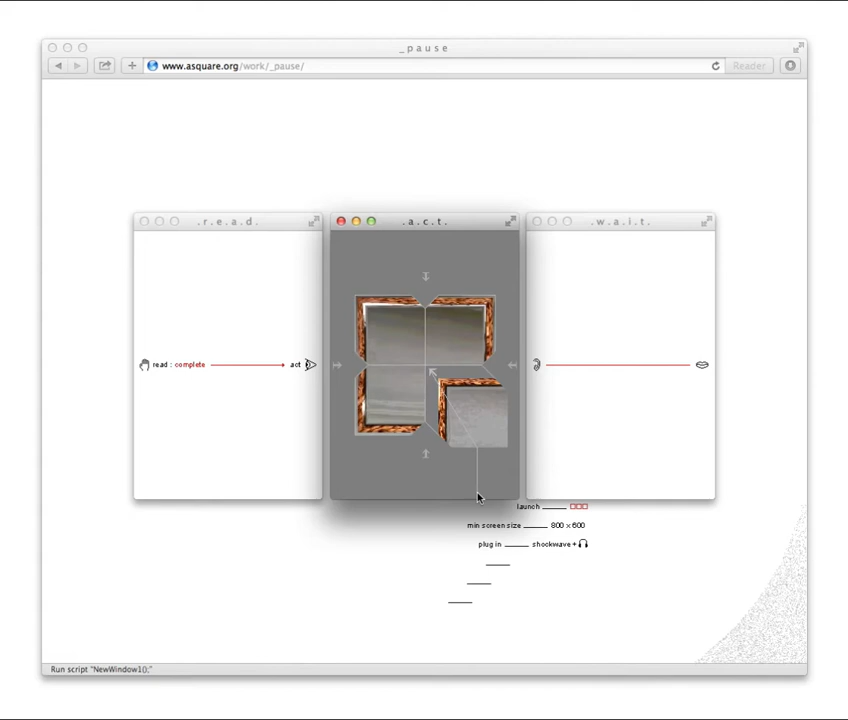 _pause
www.asquare.org/work/_pause/
Reader
.r.e.a.d.
.a.c.t.
.w.a.i.t.
read : complete
act
launch
min screen size 800 × 600
plug in shockwave +
Run script "NewWindow1();"